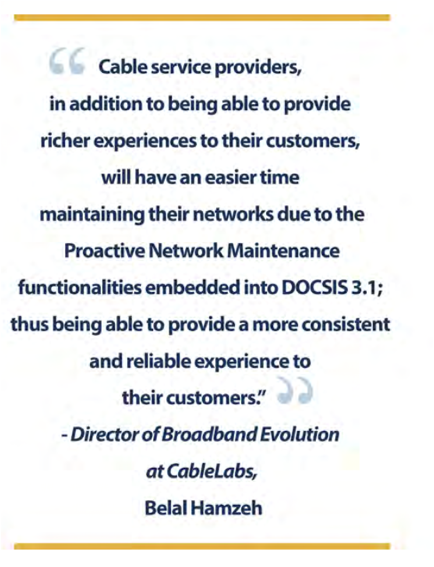 “ Cable service providers,
in addition to being able to provide
richer experiences to their customers,
will have an easier time
maintaining their networks due to the
Proactive Network Maintenance
functionalities embedded into DOCSIS 3.1;
thus being able to provide a more consistent
and reliable experience to
their customers.” ”
- Director of Broadband Evolution
at CableLabs,
Belal Hamzeh